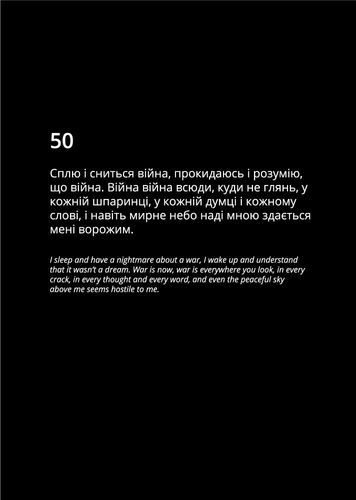 50
Сплю і сниться війна, прокидаюсь і розумію,
що війна. Війна війна всюди, куди не глянь, у
кожній шпаринці, у кожній думці і кожному
слові, і навіть мирне небо наді мною здається
мені ворожим.
I sleep and have a nightmare about a war, I wake up and understand
that it wasn't a dream. War is now, war is everywhere you look, in every
crack, in every thought and every word, and even the peaceful sky
above me seems hostile to me.